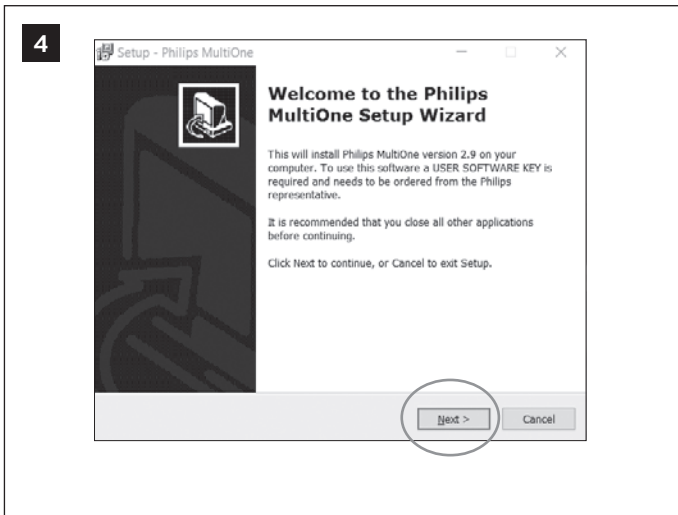 4
Setup - Philips MultiOne
Welcome to the Philips
MultiOne Setup Wizard
This will install Philips MultiOne version 2.9 on your
computer. To use this software a USER SOFTWARE KEY is
required and needs to be ordered from the Philips
representative.
It is recommended that you close all other applications
before continuing.
Click Next to continue, or Cancel to exit Setup.
Next >
Cancel